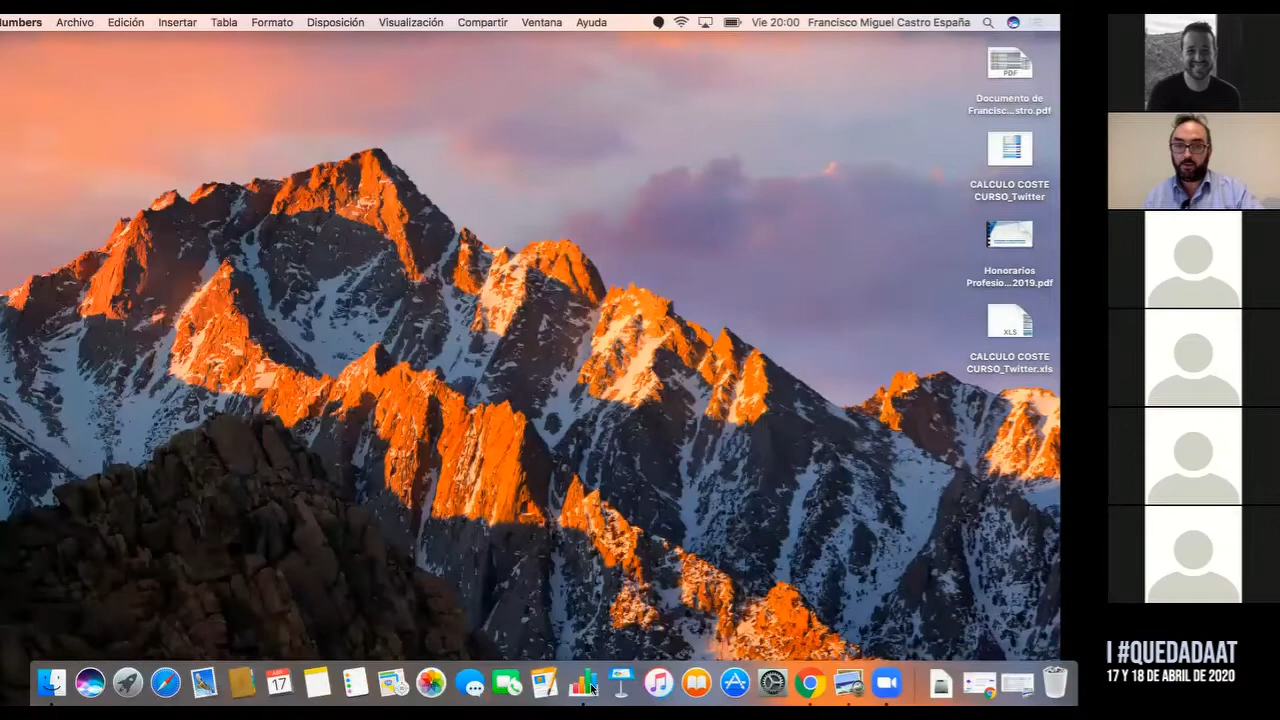 Numbers Archivo Edición Insertar Tabla Formato Disposición Visualización Compartir Ventana Ayuda Vie 20:00 Francisco Miguel Castro España
PDF
Documento de
Francisc...stro.pdf
CALCULO COSTE
CURSO_Twitter
Honorarios
Profesio...2019.pdf
XLS
CALCULO COSTE
CURSO_Twitter.xls
17
I #QUEDADAAT
17 Y 18 DE ABRIL DE 2020